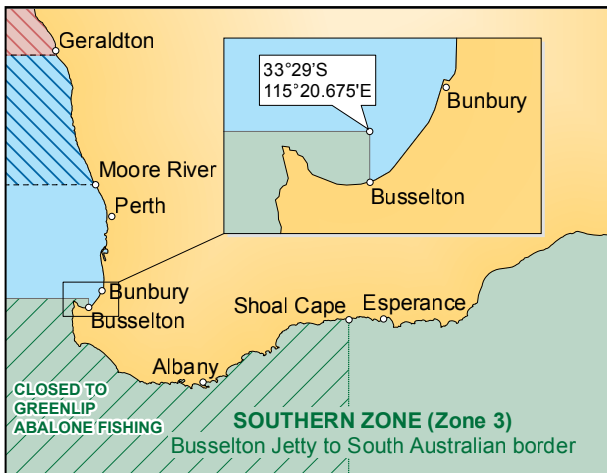 Geraldton
33°29'S
115°20.675'E
Bunbury
Busselton
Moore River
Perth
Bunbury
Busselton
Shoal Cape
Esperance
Albany
CLOSED TO
GREENLIP
ABALONE FISHING
SOUTHERN ZONE (Zone 3)
Busselton Jetty to South Australian border